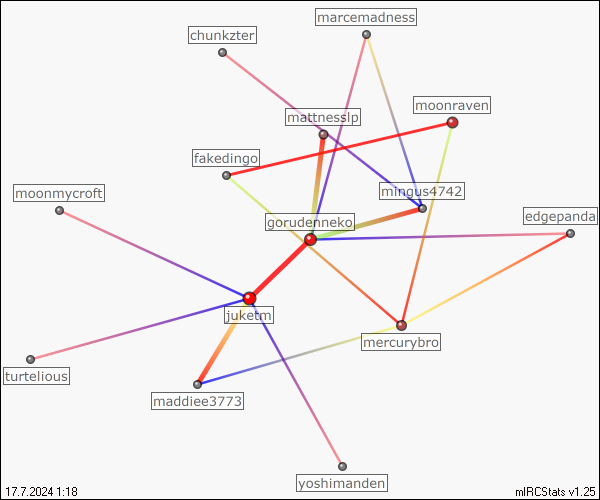 marcemadness
chunkzter
moonraven
mattnesslp
fakedingo
mingus4742
moonmycroft
edgepanda
gorudenneko
juketm
mercurybro
turtelious
maddiee3773
yoshimanden
17.7.2024 1:18
mIRCStats v1.25